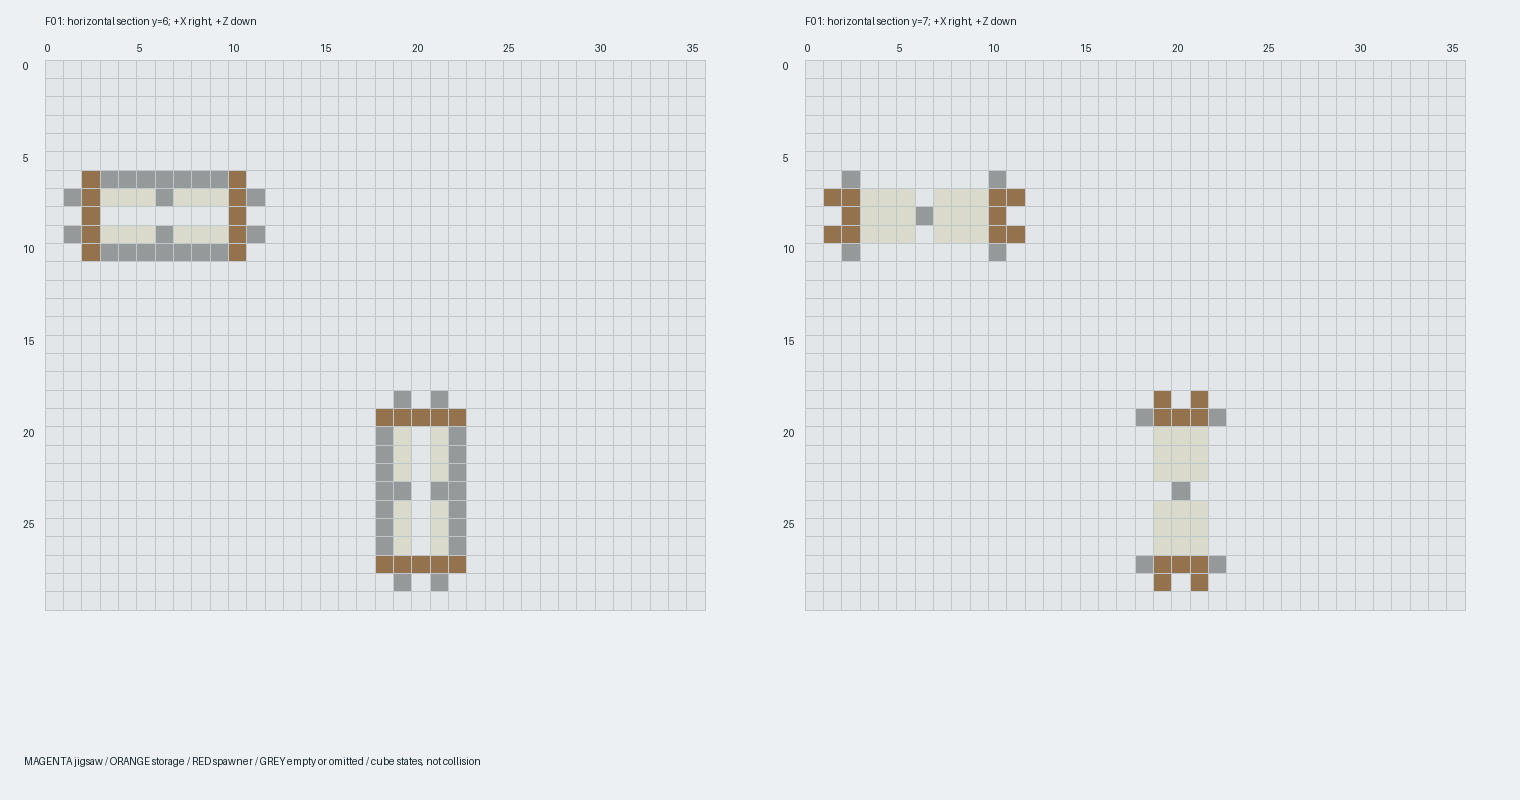 F01: horizontal section y=6; +X right, +Z down
F01: horizontal section y=7; +X right, +Z down
0 5 10 15 20 25 30 35
0 5 10 15 20 25 30 35
0
0
5
5
10
10
15
15
20
20
25
25
MAGENTA jigsaw / ORANGE storage / RED spawner / GREY empty or omitted / cube states, not collision